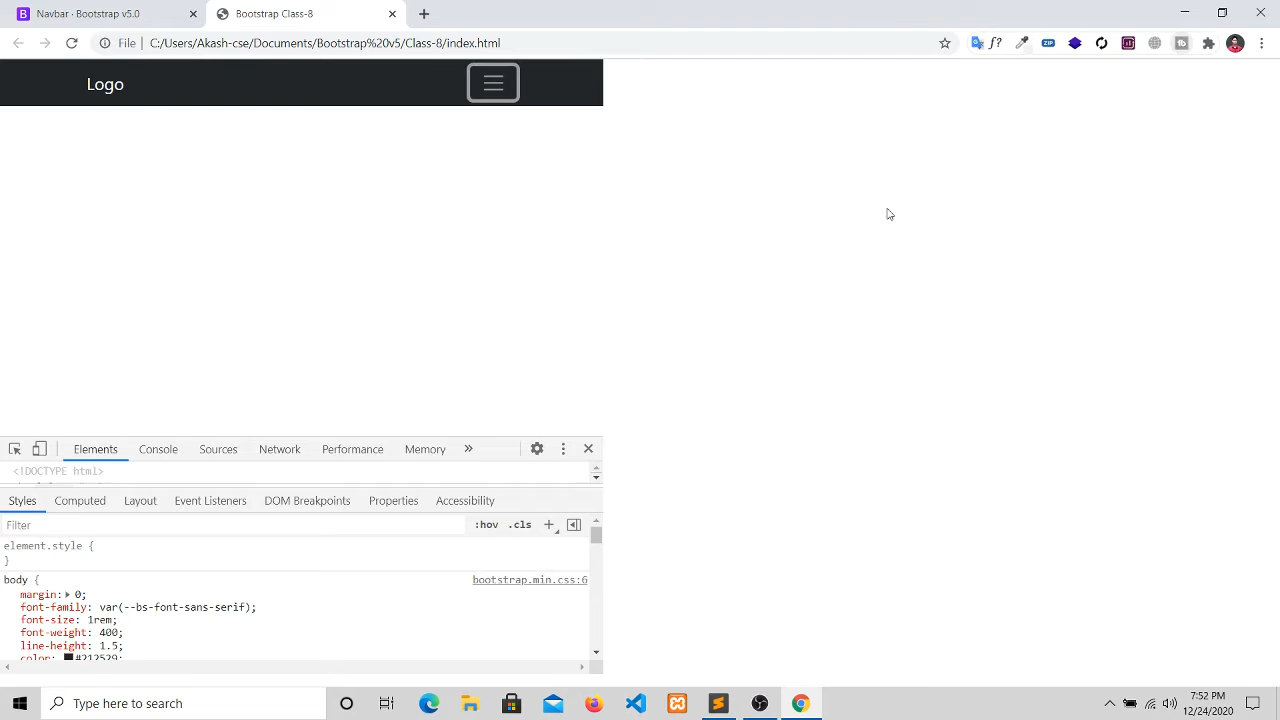 Navbar · Bootstrap v5.0
Bootstrap Class-8
File
C:/Users/Akash-cse/Documents/Bootstrap%20v5/Class-8/index.html
f?
ZIP
Logo
Elements
Console
Sources
Network
Performance
Memory
<!DOCTYPE html>
Styles
Computed
Layout
Event Listeners
DOM Breakpoints
Properties
Accessibility
Filter
:hov
.cls
element.style {
}
body {
bootstrap.min.css:6
margin: 0;
font-family: var(--bs-font-sans-serif);
font-size: 1rem;
font-weight: 400;
line-height: 1.5;
color: #212529;
Type here to search
7:52 PM
12/24/2020